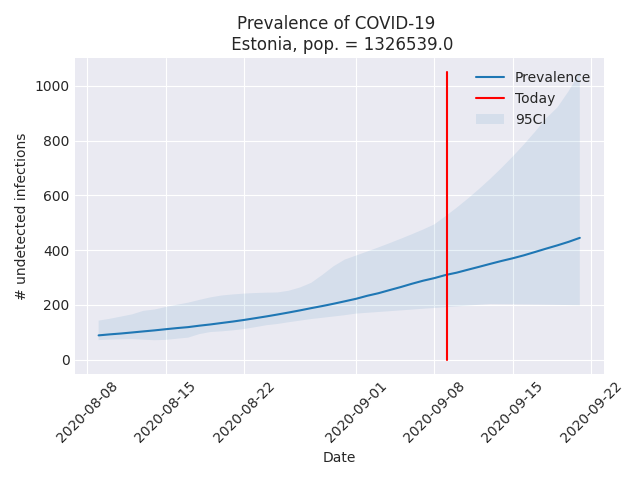 Prevalence of COVID-19
Estonia, pop. = 1326539.0
# undetected infections
1000
800
600
400
200
0
Prevalence
Today
95CI
2020-08-08
2020-08-15
2020-08-22
2020-09-01
2020-09-08
2020-09-15
2020-09-22
Date